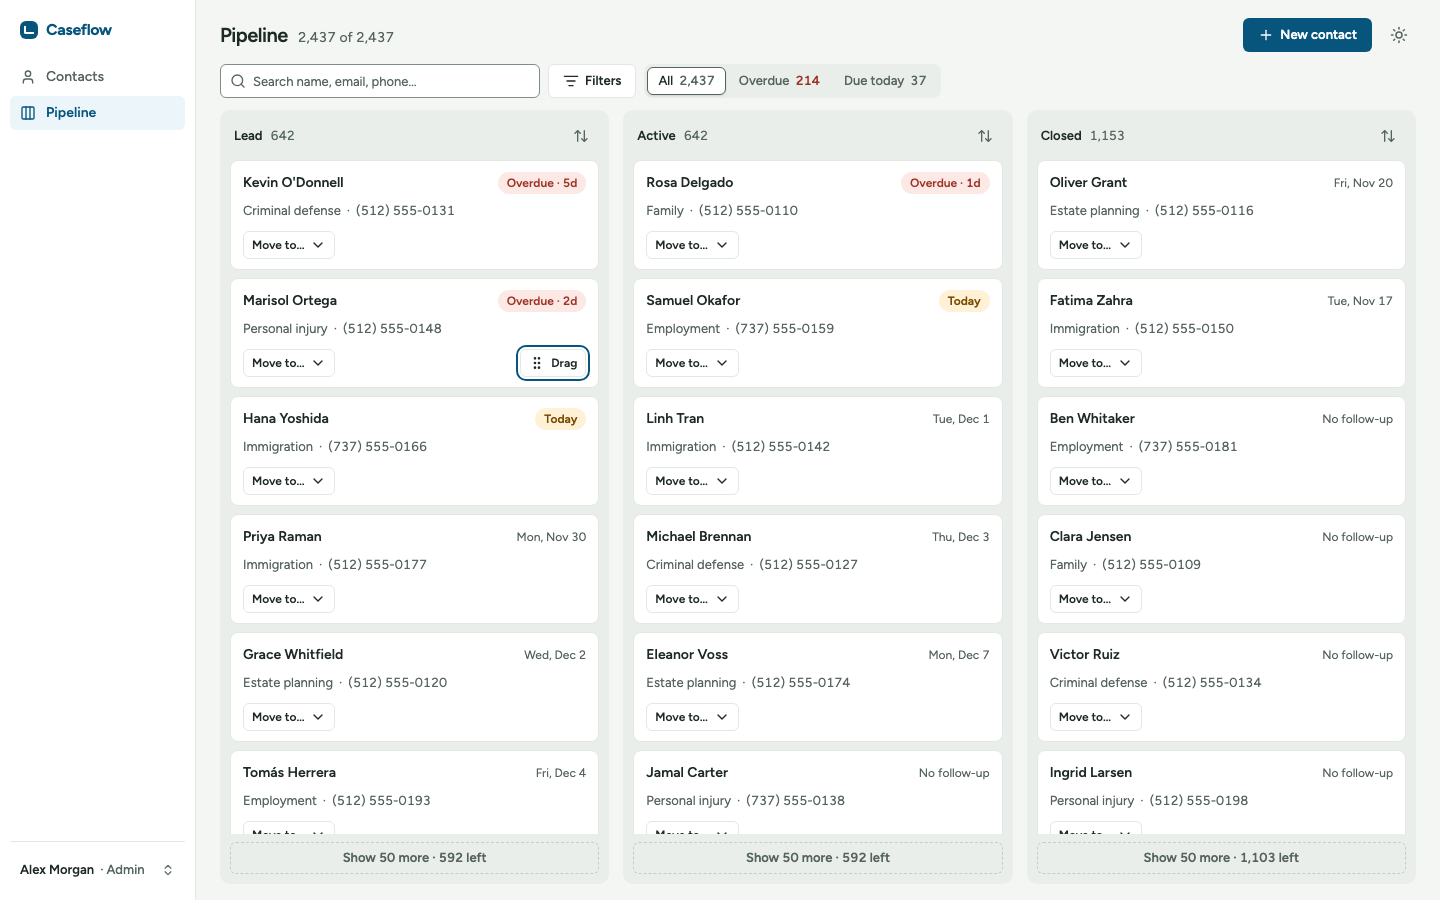 Caseflow
Contacts
Pipeline
Alex Morgan · Admin
Pipeline 2,437 of 2,437
New contact
Search name, email, phone...
Filters
All 2,437
Overdue 214
Due today 37
Lead 642
Kevin O'Donnell
Overdue · 5d
Criminal defense · (512) 555-0131
Move to...
Marisol Ortega
Overdue · 2d
Personal injury · (512) 555-0148
Move to...
Drag
Hana Yoshida
Today
Immigration · (737) 555-0166
Move to...
Priya Raman
Mon, Nov 30
Immigration · (512) 555-0177
Move to...
Grace Whitfield
Wed, Dec 2
Estate planning · (512) 555-0120
Move to...
Tomás Herrera
Fri, Dec 4
Employment · (512) 555-0193
Move to...
Show 50 more · 592 left
Active 642
Rosa Delgado
Overdue · 1d
Family · (512) 555-0110
Move to...
Samuel Okafor
Today
Employment · (737) 555-0159
Move to...
Linh Tran
Tue, Dec 1
Immigration · (512) 555-0142
Move to...
Michael Brennan
Thu, Dec 3
Criminal defense · (512) 555-0127
Move to...
Eleanor Voss
Mon, Dec 7
Estate planning · (512) 555-0174
Move to...
Jamal Carter
No follow-up
Personal injury · (737) 555-0138
Move to...
Show 50 more · 592 left
Closed 1,153
Oliver Grant
Fri, Nov 20
Estate planning · (512) 555-0116
Move to...
Fatima Zahra
Tue, Nov 17
Immigration · (512) 555-0150
Move to...
Ben Whitaker
No follow-up
Employment · (737) 555-0181
Move to...
Clara Jensen
No follow-up
Family · (512) 555-0109
Move to...
Victor Ruiz
No follow-up
Criminal defense · (512) 555-0134
Move to...
Ingrid Larsen
No follow-up
Personal injury · (512) 555-0198
Move to...
Show 50 more · 1,103 left